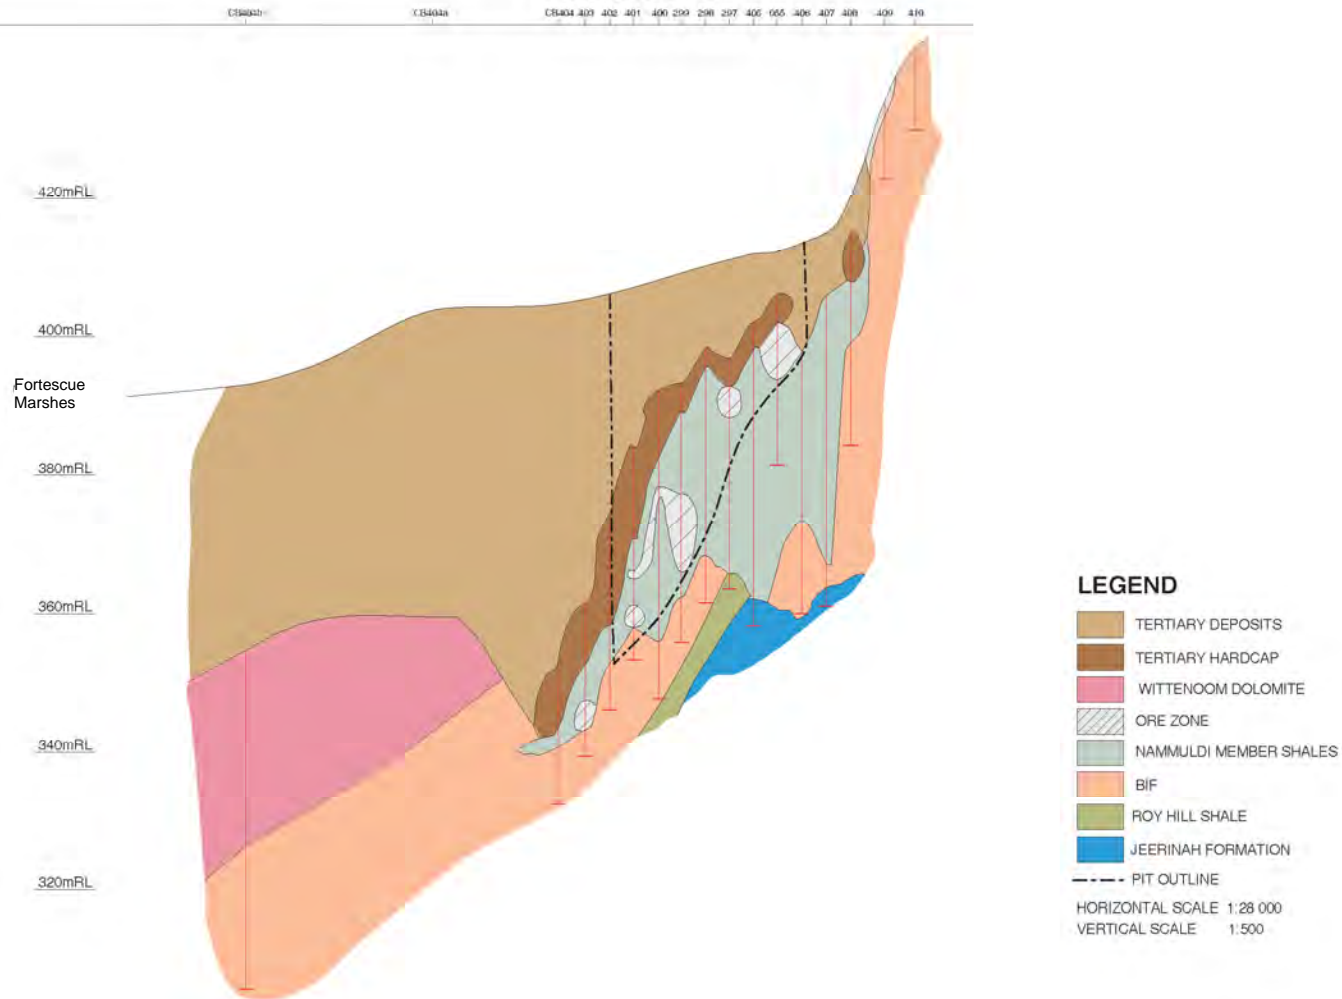 CB404b CB404a CB404 403 402 401 400 299 298 297 405 665 406 407 408 409 410
420mRL
400mRL
Fortescue
Marshes
380mRL
360mRL
340mRL
320mRL
LEGEND
TERTIARY DEPOSITS
TERTIARY HARDCAP
WITTENOOM DOLOMITE
ORE ZONE
NAMMULDI MEMBER SHALES
BIF
ROY HILL SHALE
JEERINAH FORMATION
PIT OUTLINE
HORIZONTAL SCALE 1:28 000
VERTICAL SCALE 1:500